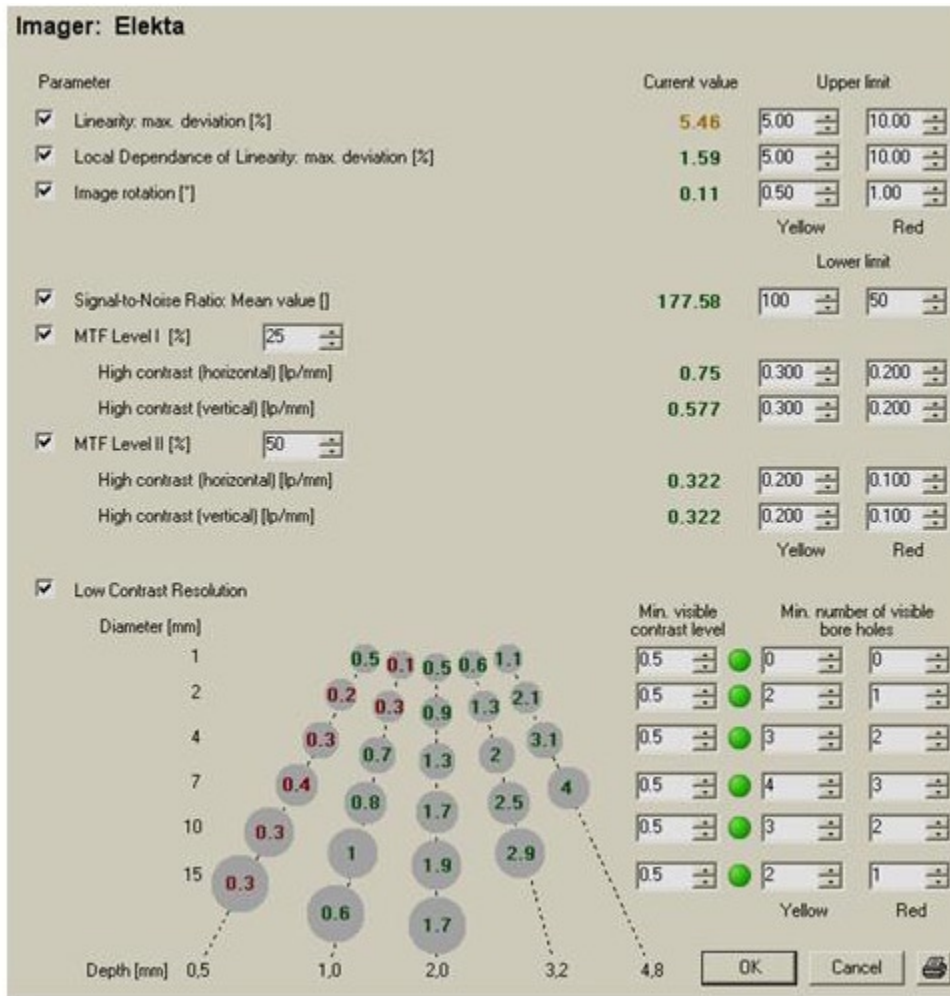 Imager: Elekta
Parameter Current value Upper limit
Linearity: max. deviation [%] 5.46 5.00 10.00
Local Dependance of Linearity: max. deviation [%] 1.59 5.00 10.00
Image rotation [°] 0.11 0.50 1.00
Yellow Red
Lower limit
Signal-to-Noise Ratio: Mean value [] 177.58 100 50
MTF Level I [%] 25
High contrast (horizontal) [lp/mm] 0.75 0.300 0.200
High contrast (vertical) [lp/mm] 0.577 0.300 0.200
MTF Level II [%] 50
High contrast (horizontal) [lp/mm] 0.322 0.200 0.100
High contrast (vertical) [lp/mm] 0.322 0.200 0.100
Yellow Red
Low Contrast Resolution
Min. visible Min. number of visible
contrast level bore holes
Diameter [mm]
1 0.5 0.1 0.5 0.6 1.1 0.5 0 0
2 0.2 0.3 0.9 1.3 2.1 0.5 2 1
4 0.3 0.7 1.3 2 3.1 0.5 3 2
7 0.4 0.8 1.7 2.5 4 0.5 4 3
10 0.3 1 1.9 2.9 0.5 3 2
15 0.3 0.6 1.7 0.5 2 1
Yellow Red
Depth [mm] 0,5 1,0 2,0 3,2 4,8 OK Cancel